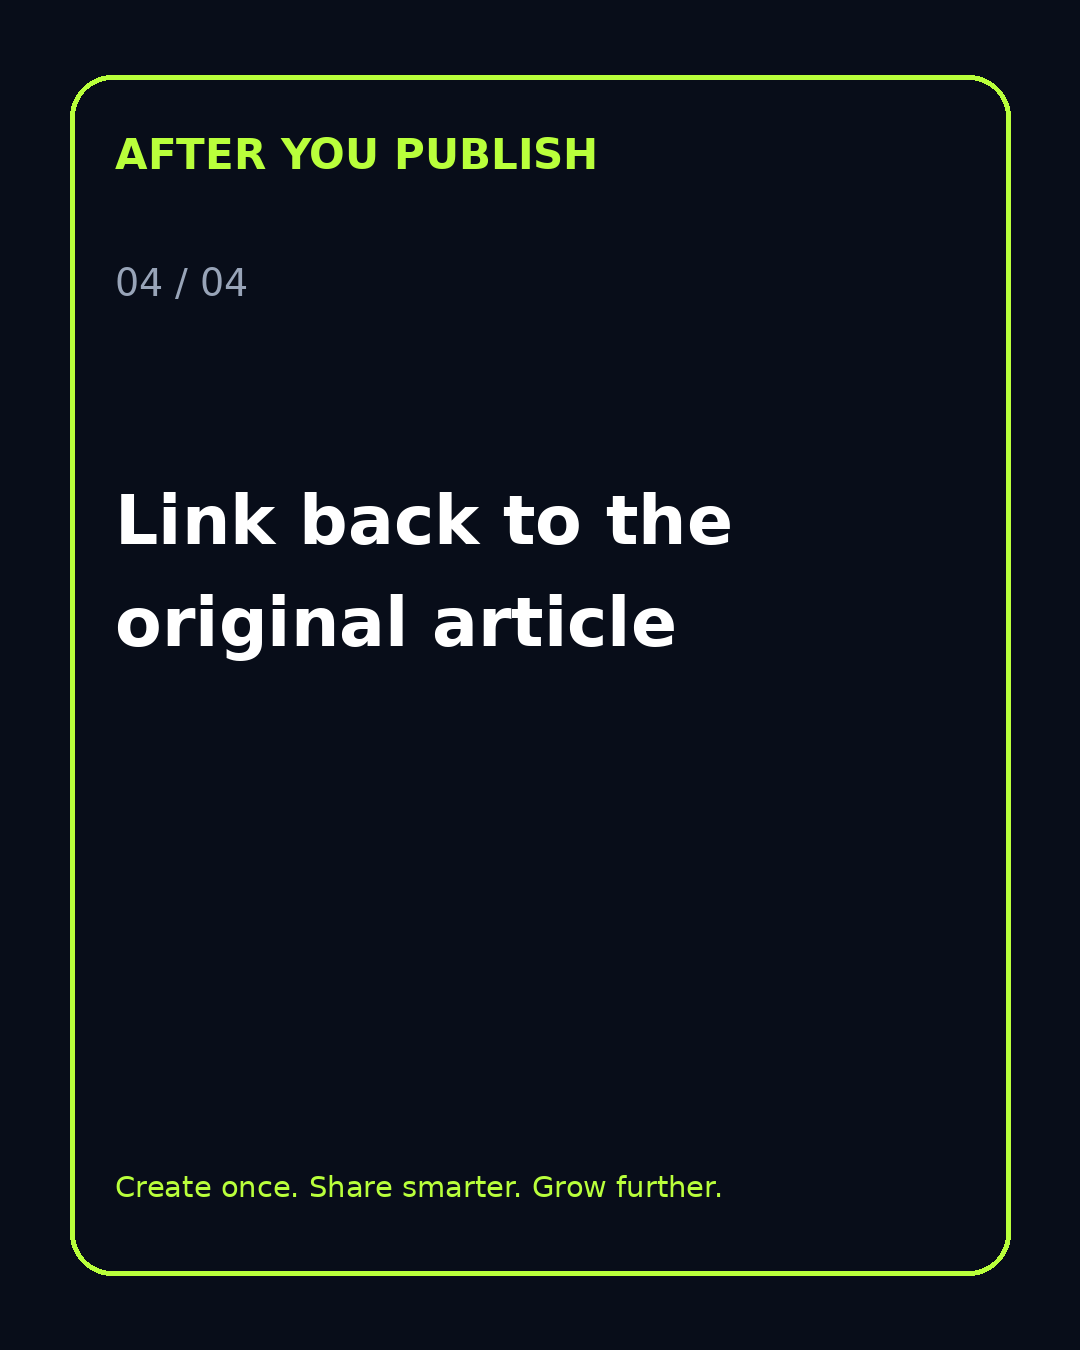 AFTER YOU PUBLISH
04 / 04
Link back to the
original article
Create once. Share smarter. Grow further.